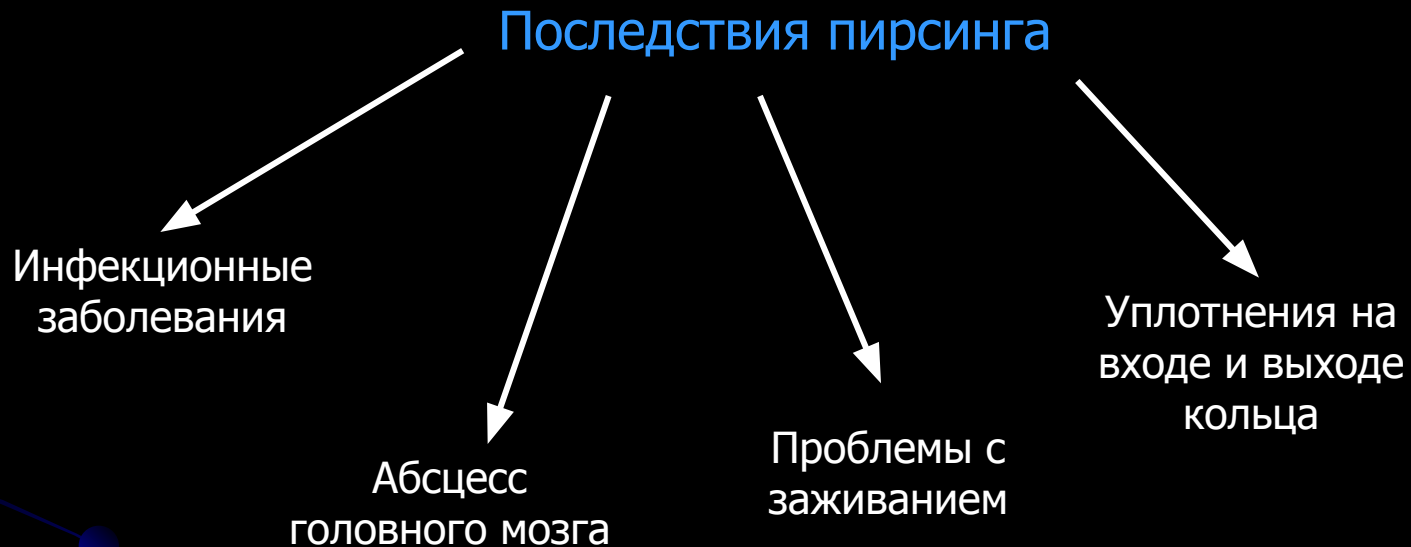 Последствия пирсинга
Инфекционные
заболевания
Абсцесс
головного мозга
Проблемы с
заживанием
Уплотнения на
входе и выходе
кольца